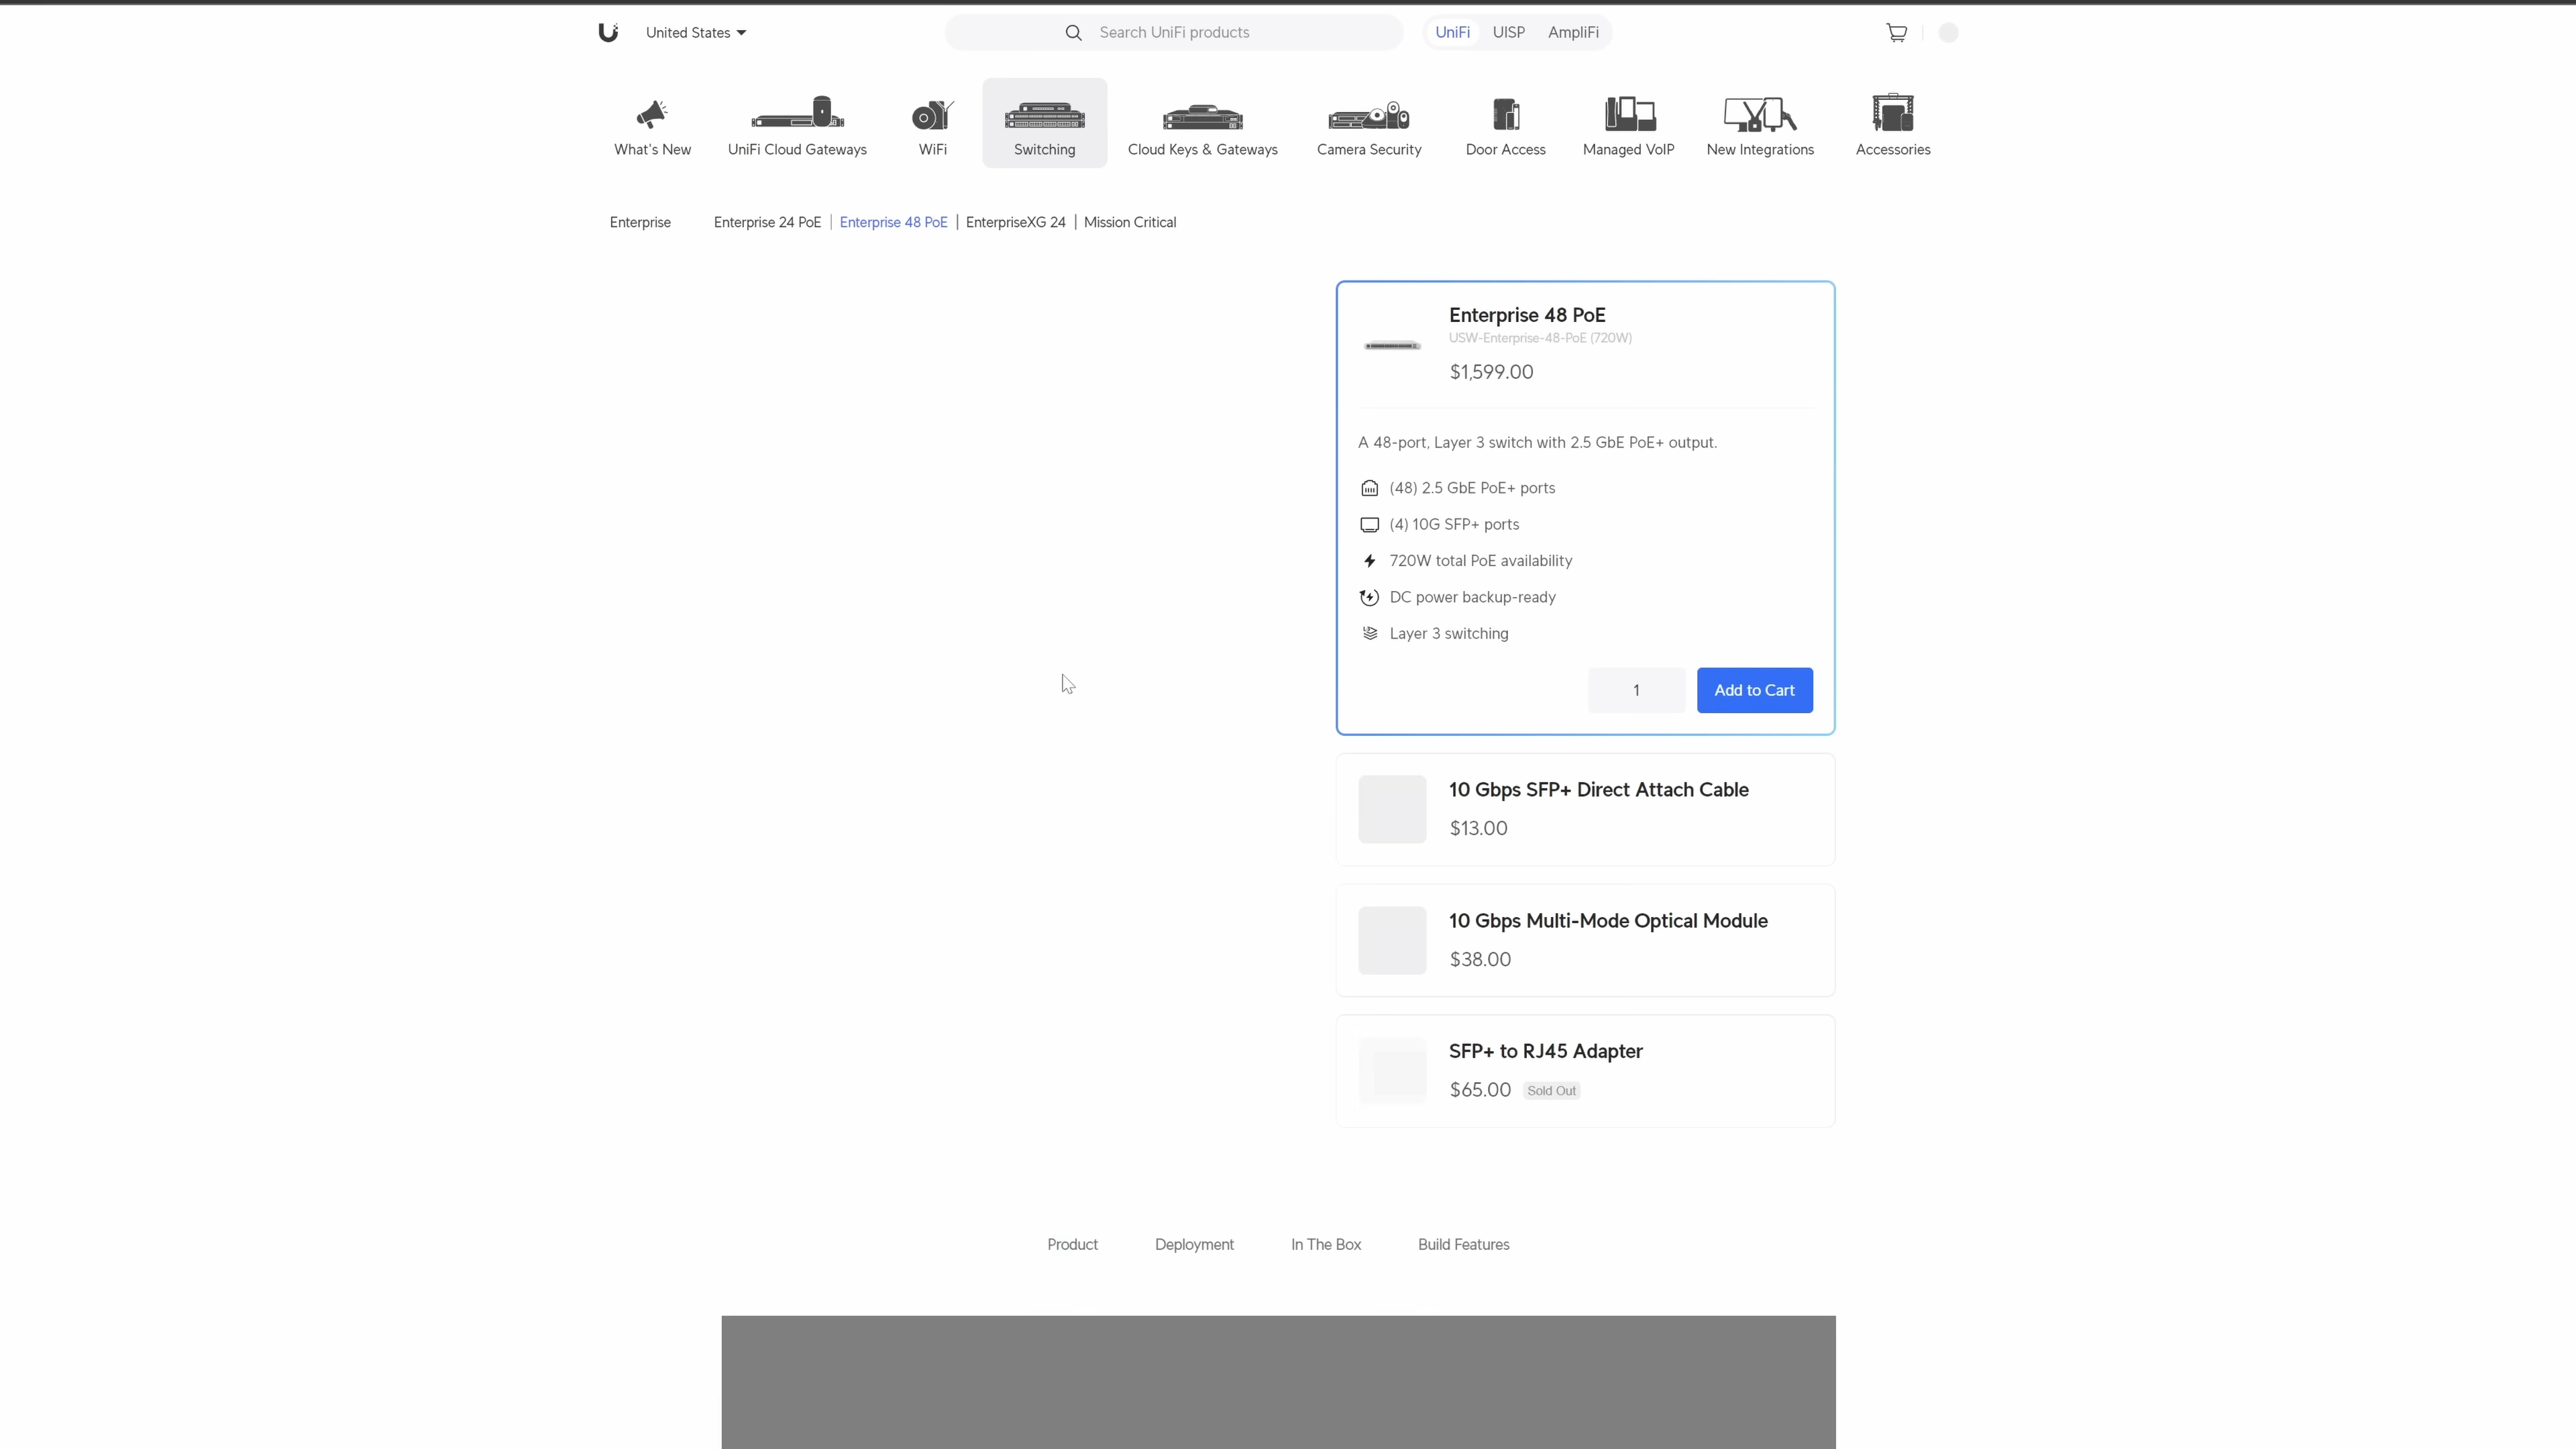 United States
Search UniFi products
UniFi
UISP
AmpliFi
What's New
UniFi Cloud Gateways
WiFi
Switching
Cloud Keys & Gateways
Camera Security
Door Access
Managed VoIP
New Integrations
Accessories
Enterprise
Enterprise 24 PoE
Enterprise 48 PoE
EnterpriseXG 24
Mission Critical
Enterprise 48 PoE
USW-Enterprise-48-PoE (720W)
$1,599.00
A 48-port, Layer 3 switch with 2.5 GbE PoE+ output.
(48) 2.5 GbE PoE+ ports
(4) 10G SFP+ ports
720W total PoE availability
DC power backup-ready
Layer 3 switching
1
Add to Cart
10 Gbps SFP+ Direct Attach Cable
$13.00
10 Gbps Multi-Mode Optical Module
$38.00
SFP+ to RJ45 Adapter
$65.00
Sold Out
Product
Deployment
In The Box
Build Features